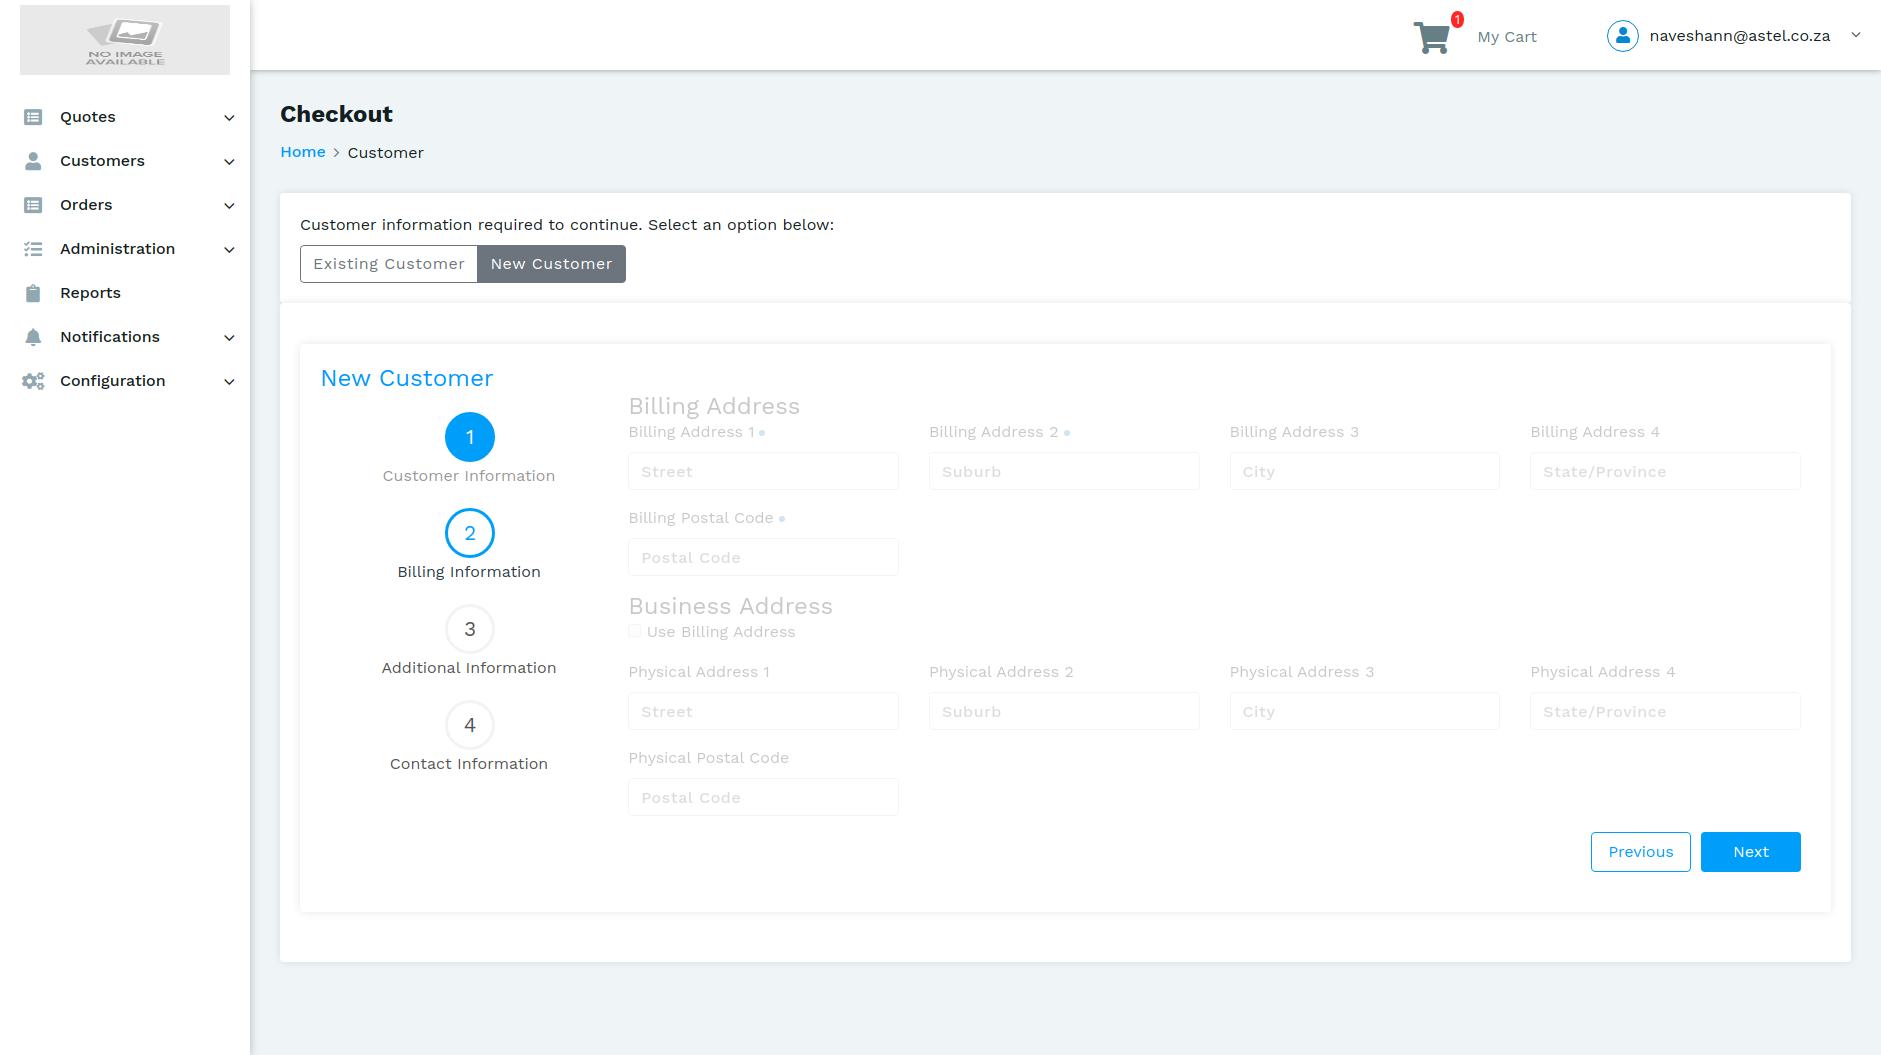 NO IMAGE
AVAILABLE
1
My Cart
naveshann@astel.co.za
Quotes
Customers
Orders
Administration
Reports
Notifications
Configuration
Checkout
Home > Customer
Customer information required to continue. Select an option below:
Existing Customer New Customer
New Customer
1
Customer Information
2
Billing Information
3
Additional Information
4
Contact Information
Billing Address
Billing Address 1 Billing Address 2 Billing Address 3 Billing Address 4
Street Suburb City State/Province
Billing Postal Code
Postal Code
Business Address
Use Billing Address
Physical Address 1 Physical Address 2 Physical Address 3 Physical Address 4
Street Suburb City State/Province
Physical Postal Code
Postal Code
Previous Next